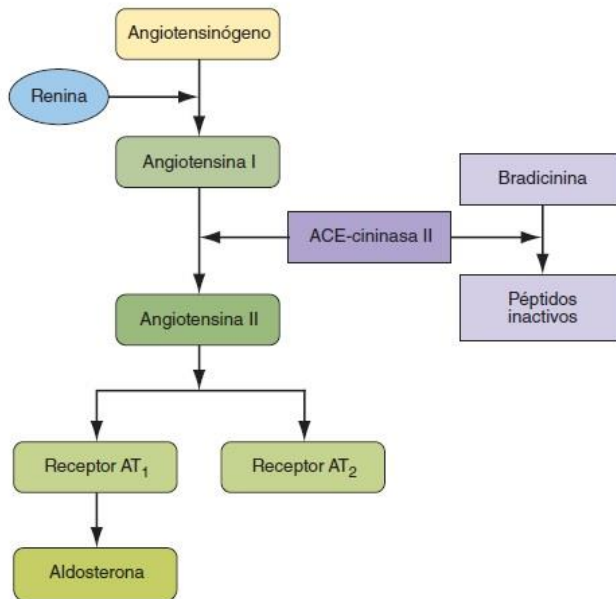 Angiotensinógeno
Renina
Angiotensina I
Bradicinina
ACE-cininasa II
Péptidos
inactivos
Angiotensina II
Receptor AT1
Receptor AT2
Aldosterona